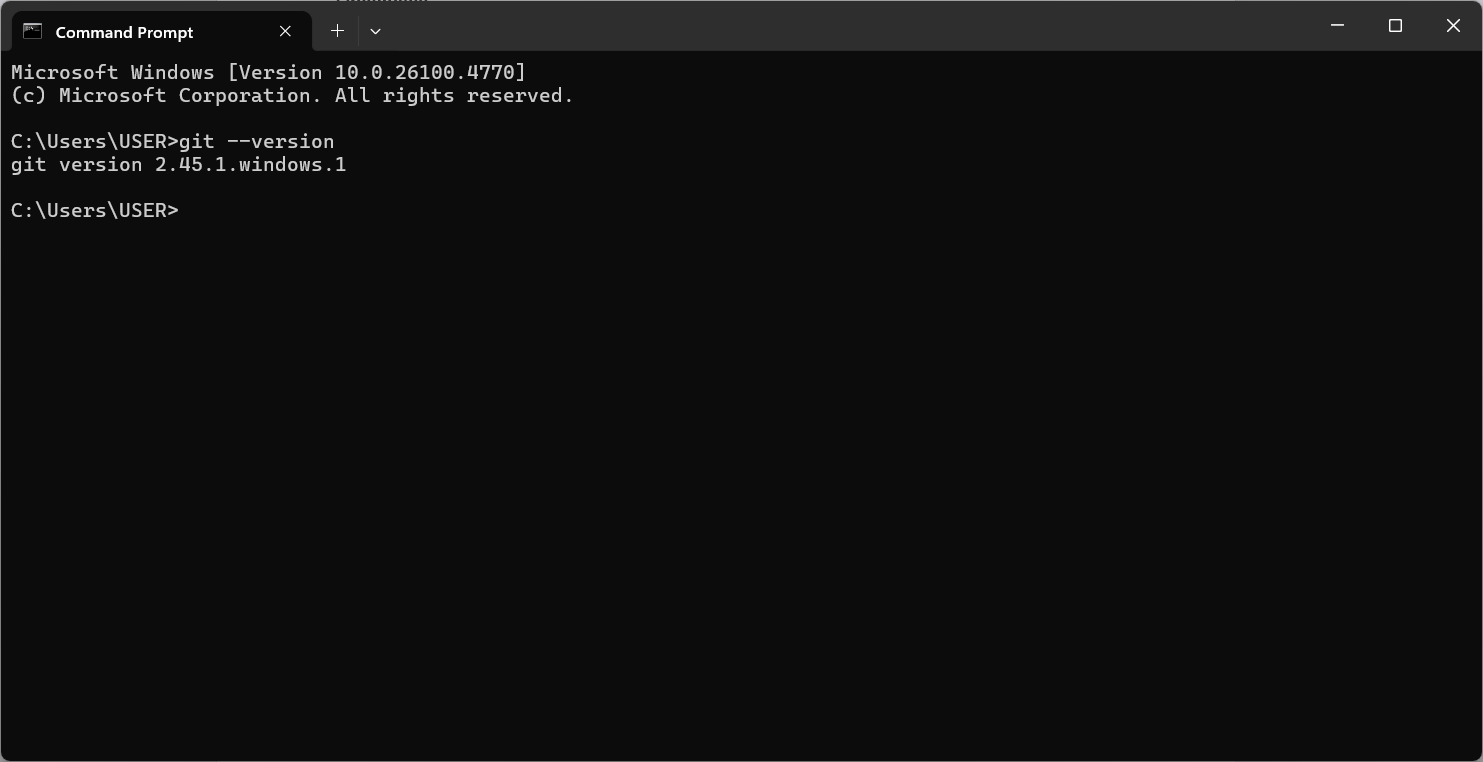 Command Prompt
Microsoft Windows [Version 10.0.26100.4770]
(c) Microsoft Corporation. All rights reserved.
C:\Users\USER>git --version
git version 2.45.1.windows.1
C:\Users\USER>